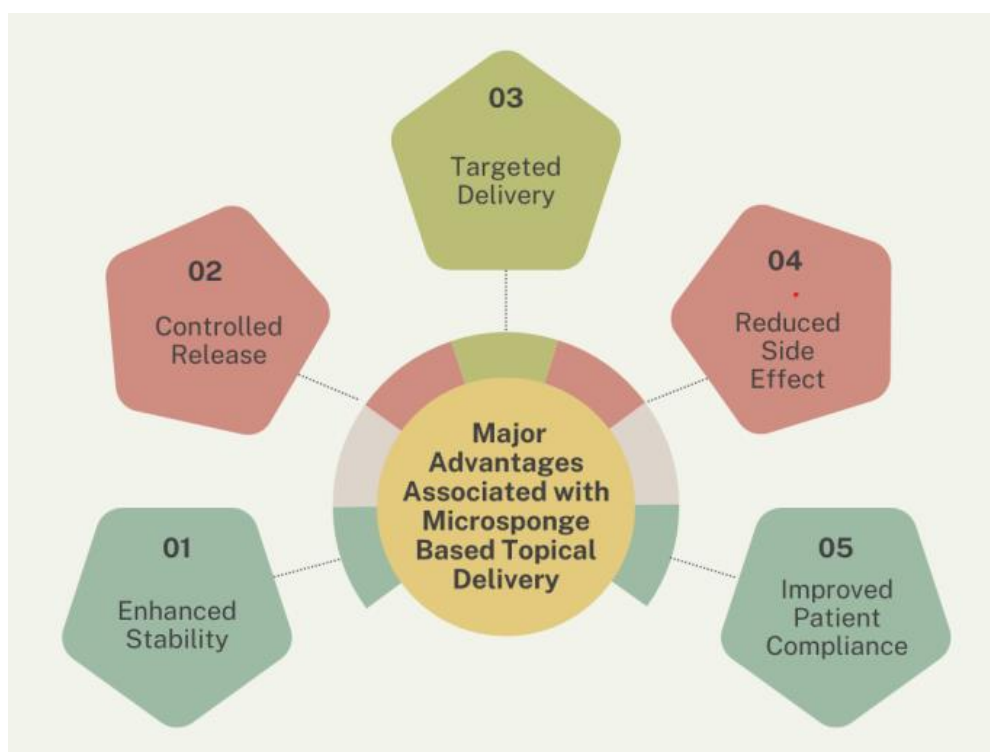 03
Targeted
Delivery
02
Controlled
Release
04
Reduced
Side
Effect
Major
Advantages
Associated with
Microsponge
Based Topical
Delivery
01
Enhanced
Stability
05
Improved
Patient
Compliance